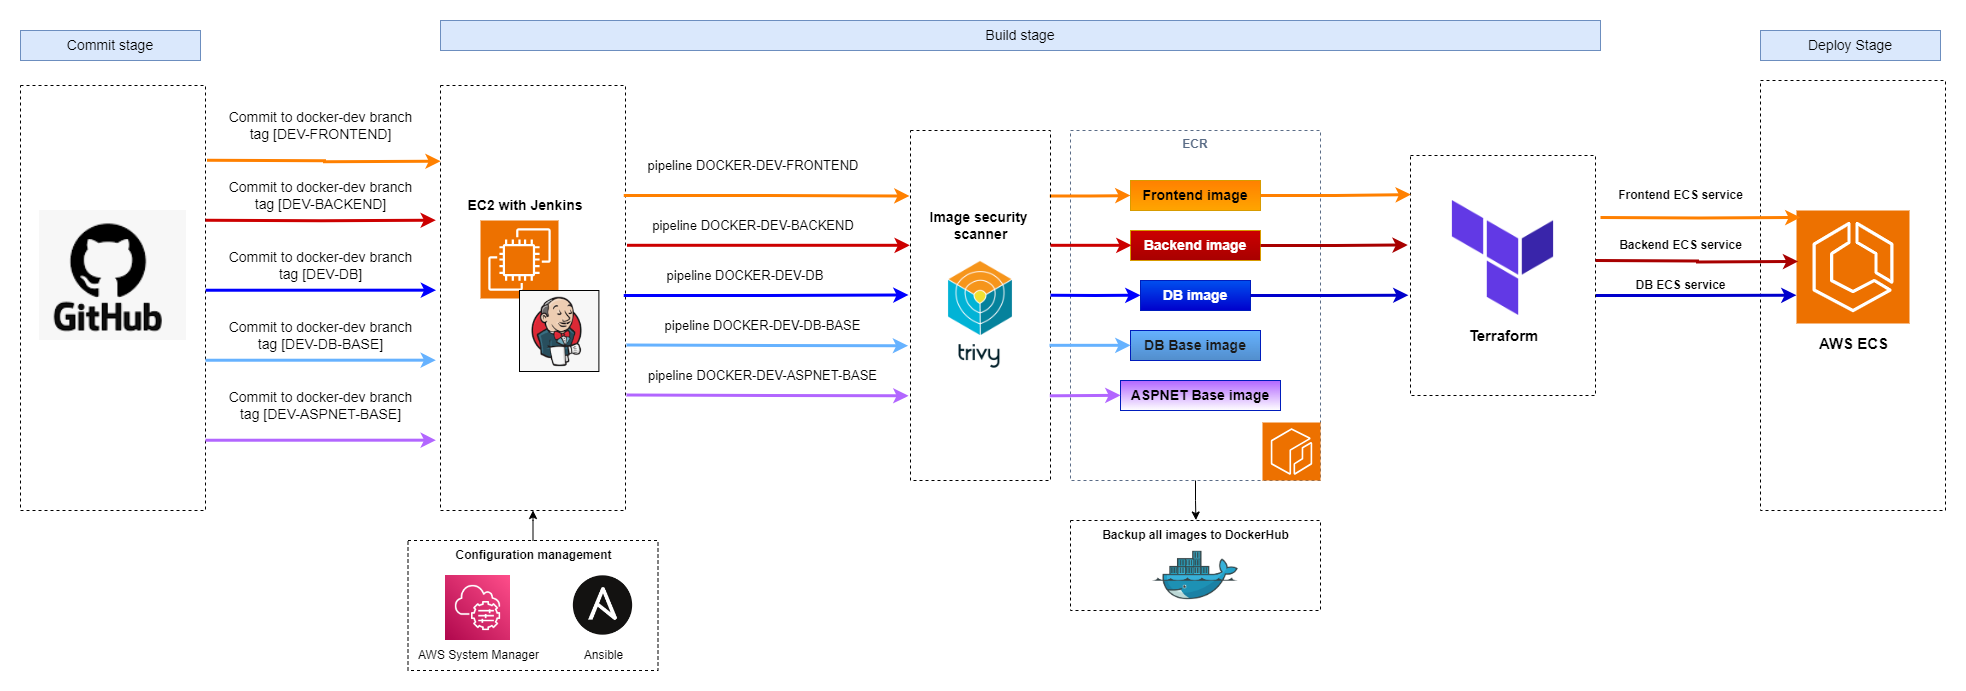 Commit stage
Build stage
Deploy Stage
Commit to docker-dev branch
tag [DEV-FRONTEND]
Commit to docker-dev branch
tag [DEV-BACKEND]
Commit to docker-dev branch
tag [DEV-DB]
Commit to docker-dev branch
tag [DEV-DB-BASE]
Commit to docker-dev branch
tag [DEV-ASPNET-BASE]
GitHub
EC2 with Jenkins
pipeline DOCKER-DEV-FRONTEND
pipeline DOCKER-DEV-BACKEND
pipeline DOCKER-DEV-DB
pipeline DOCKER-DEV-DB-BASE
pipeline DOCKER-DEV-ASPNET-BASE
Image security
scanner
trivy
ECR
Frontend image
Backend image
DB image
DB Base image
ASPNET Base image
Terraform
Frontend ECS service
Backend ECS service
DB ECS service
AWS ECS
Configuration management
AWS System Manager
Ansible
Backup all images to DockerHub